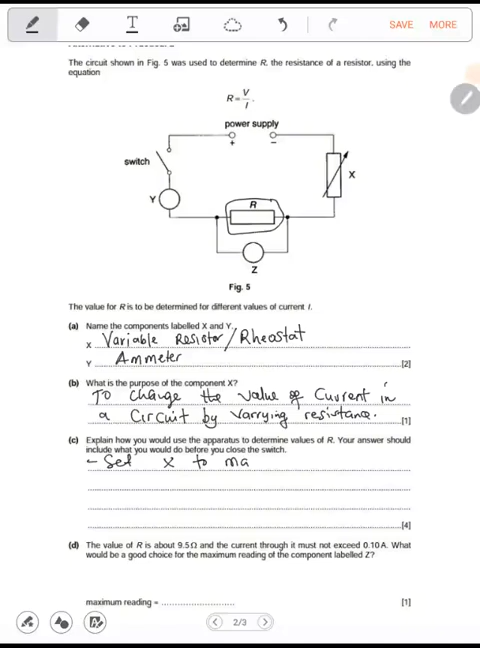 SAVE MORE
The circuit shown in Fig. 5 was used to determine R, the resistance of a resistor, using the
equation
R = V/I.
power supply
+ −
switch
X
Y
R
Z
Fig. 5
The value for R is to be determined for different values of current I.
(a) Name the components labelled X and Y.
X Variable Resistor / Rheostat
Y Ammeter [2]
(b) What is the purpose of the component X?
To change the value of Current in
a circuit by varrying resistance. [1]
(c) Explain how you would use the apparatus to determine values of R. Your answer should
include what you would do before you close the switch.
- Set X to ma
[4]
(d) The value of R is about 9.5 Ω and the current through it must not exceed 0.10 A. What
would be a good choice for the maximum reading of the component labelled Z?
maximum reading = .......................... [1]
2/3